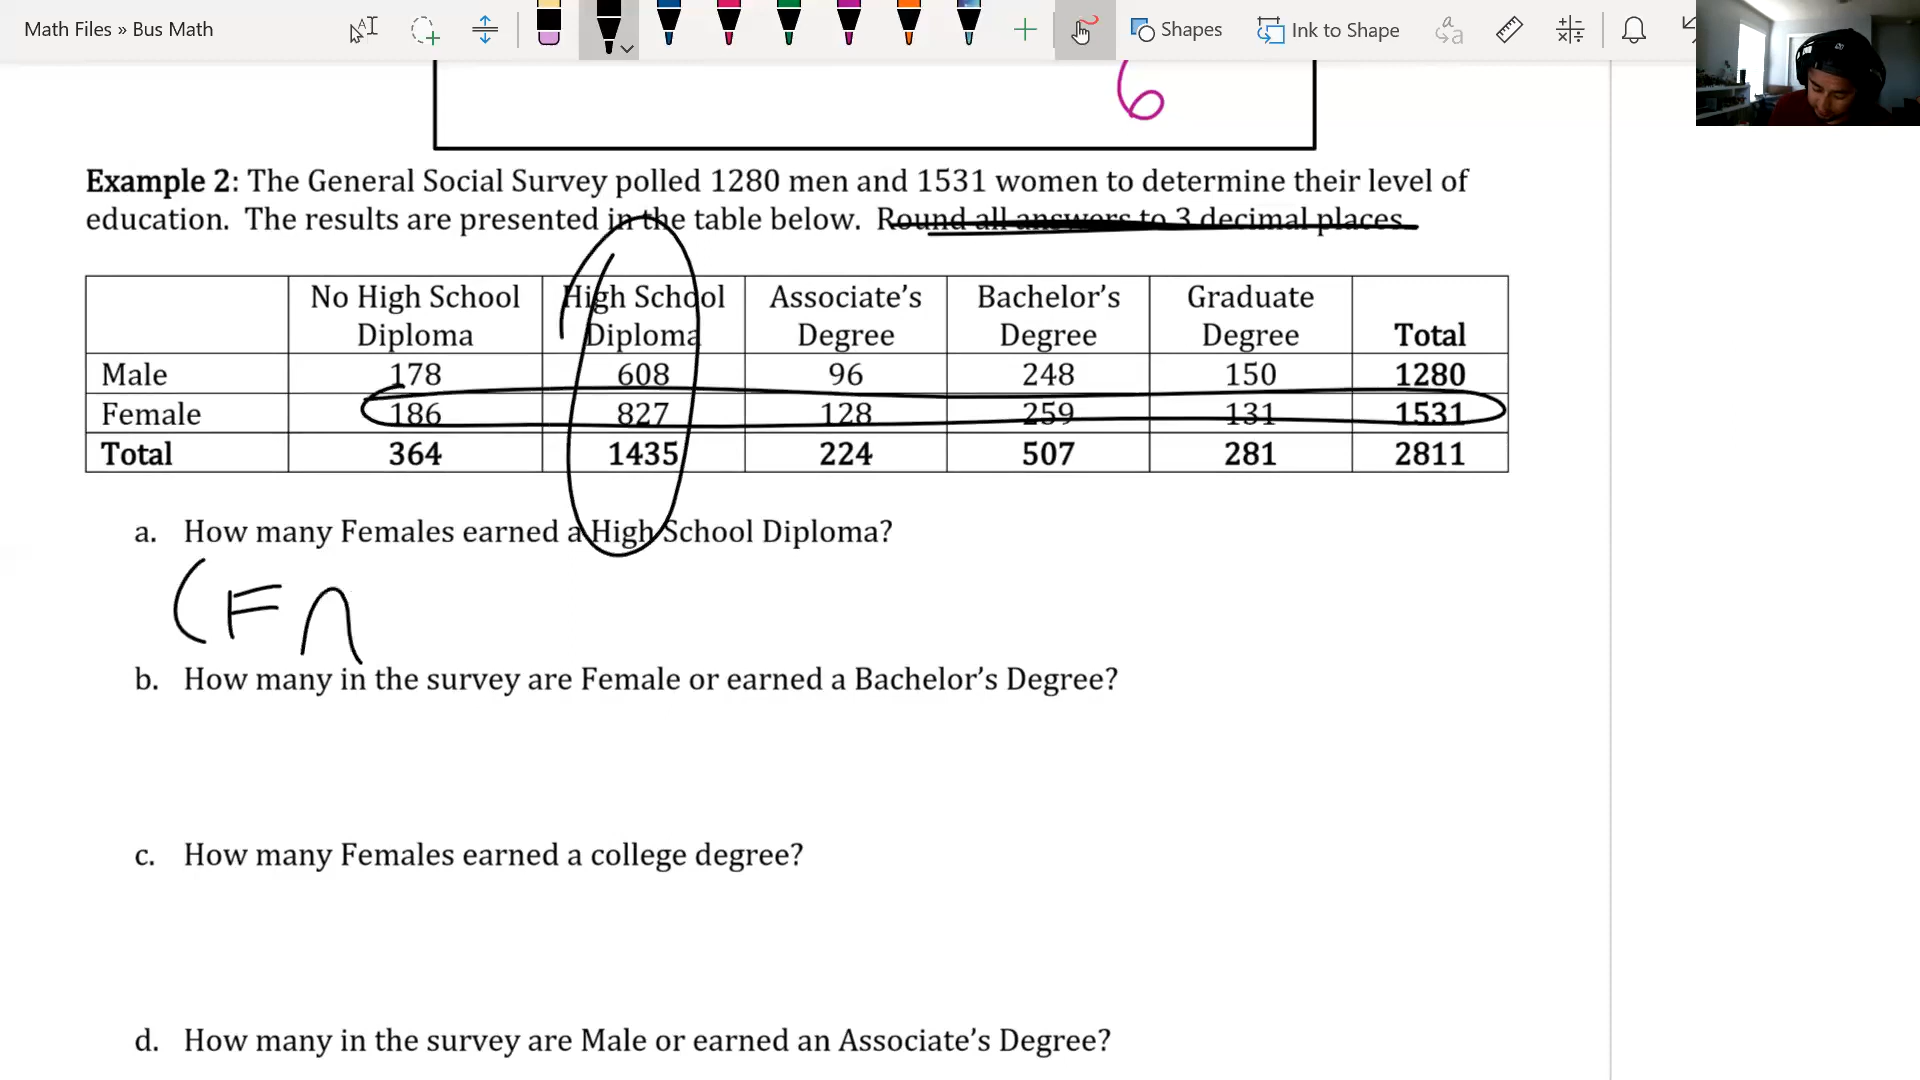 Math Files » Bus Math
Shapes
Ink to Shape
6
Example 2: The General Social Survey polled 1280 men and 1531 women to determine their level of
education. The results are presented in the table below. Round all answers to 3 decimal places.
No High School Diploma High School Diploma Associate's Degree Bachelor's Degree Graduate Degree Total
Male 178 608 96 248 150 1280
Female 186 827 128 259 131 1531
Total 364 1435 224 507 281 2811
a. How many Females earned a High School Diploma?
(F ∩
b. How many in the survey are Female or earned a Bachelor's Degree?
c. How many Females earned a college degree?
d. How many in the survey are Male or earned an Associate's Degree?